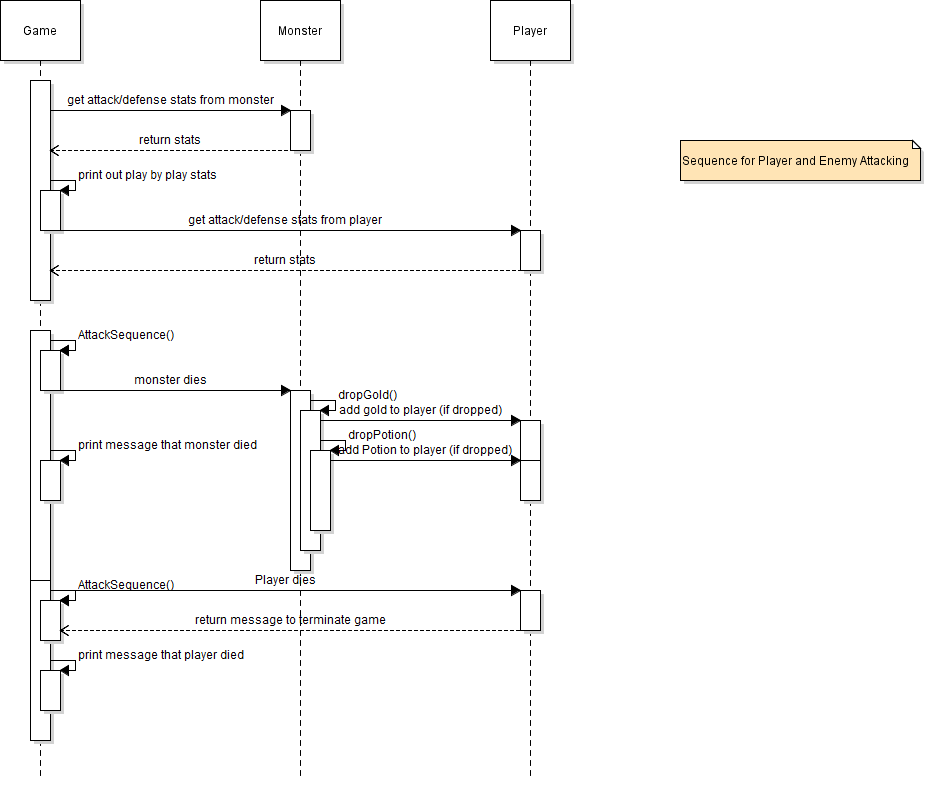 Game
Monster
Player
get attack/defense stats from monster
return stats
Sequence for Player and Enemy Attacking
print out play by play stats
get attack/defense stats from player
return stats
AttackSequence()
monster dies
dropGold()
add gold to player (if dropped)
dropPotion()
print message that monster died
add Potion to player (if dropped)
Player dies
AttackSequence()
return message to terminate game
print message that player died